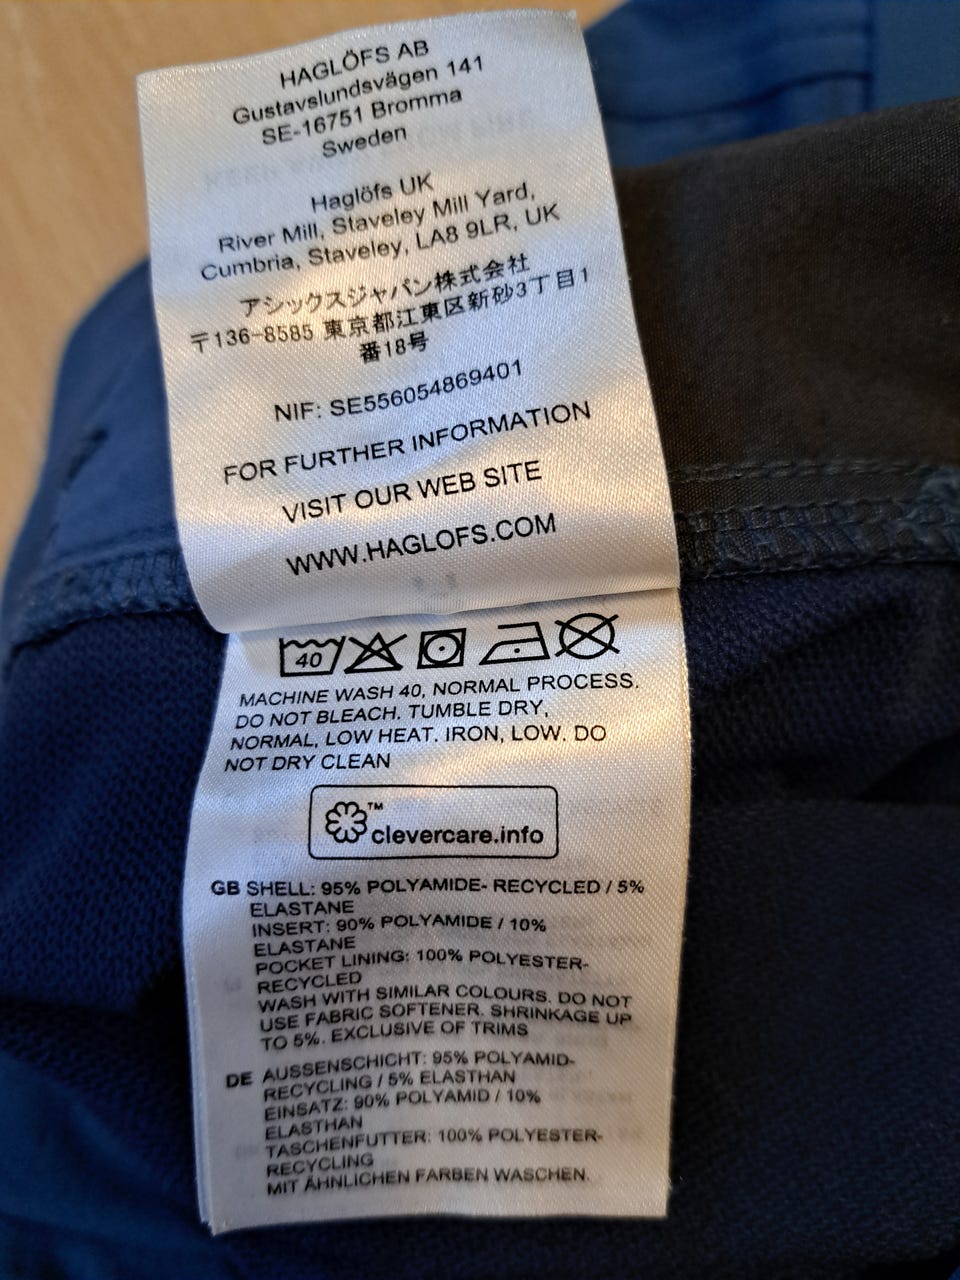 HAGLÖFS AB
Gustavslundsvägen 141
SE-16751 Bromma
Sweden
Haglöfs UK
River Mill, Staveley Mill Yard,
Cumbria, Staveley, LA8 9LR, UK
アシックスジャパン株式会社
〒136-8585 東京都江東区新砂3丁目1
番18号
NIF: SE556054869401
FOR FURTHER INFORMATION
VISIT OUR WEB SITE
WWW.HAGLOFS.COM
40
MACHINE WASH 40, NORMAL PROCESS.
DO NOT BLEACH. TUMBLE DRY,
NORMAL, LOW HEAT. IRON, LOW. DO
NOT DRY CLEAN
™
clevercare.info
GB SHELL: 95% POLYAMIDE- RECYCLED / 5%
ELASTANE
INSERT: 90% POLYAMIDE / 10%
ELASTANE
POCKET LINING: 100% POLYESTER-
RECYCLED
WASH WITH SIMILAR COLOURS. DO NOT
USE FABRIC SOFTENER. SHRINKAGE UP
TO 5%. EXCLUSIVE OF TRIMS
DE AUSSENSCHICHT: 95% POLYAMID-
RECYCLING / 5% ELASTHAN
EINSATZ: 90% POLYAMID / 10%
ELASTHAN
TASCHENFUTTER: 100% POLYESTER-
RECYCLING
MIT ÄHNLICHEN FARBEN WASCHEN.